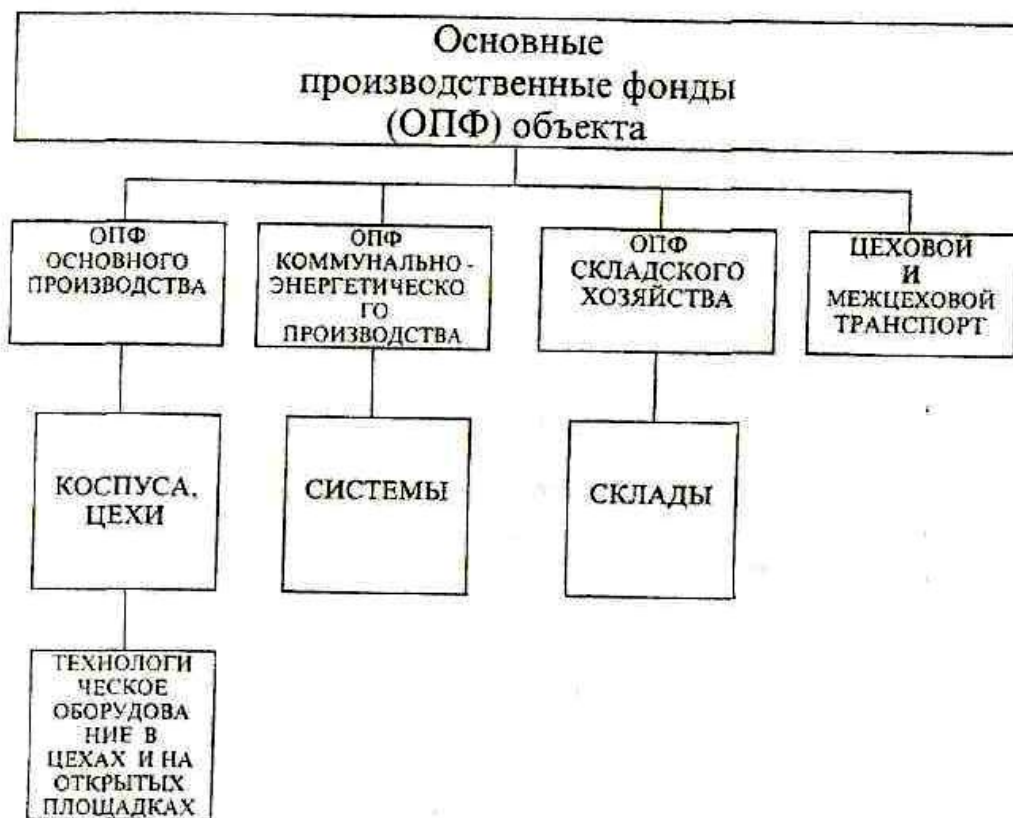 Основные
производственные фонды
(ОПФ) объекта
ОПФ
ОСНОВНОГО
ПРОИЗВОДСТВА
ОПФ
КОММУНАЛЬНО -
ЭНЕРГЕТИЧЕСКО
ГО
ПРОИЗВОДСТВА
ОПФ
СКЛАДСКОГО
ХОЗЯЙСТВА
ЦЕХОВОЙ
И
МЕЖЦЕХОВОЙ
ТРАНСПОРТ
КОСПУСА,
ЦЕХИ
СИСТЕМЫ
СКЛАДЫ
ТЕХНОЛОГИ
ЧЕСКОЕ
ОБОРУДОВА
НИЕ В
ЦЕХАХ И НА
ОТКРЫТЫХ
ПЛОЩАДКАХ